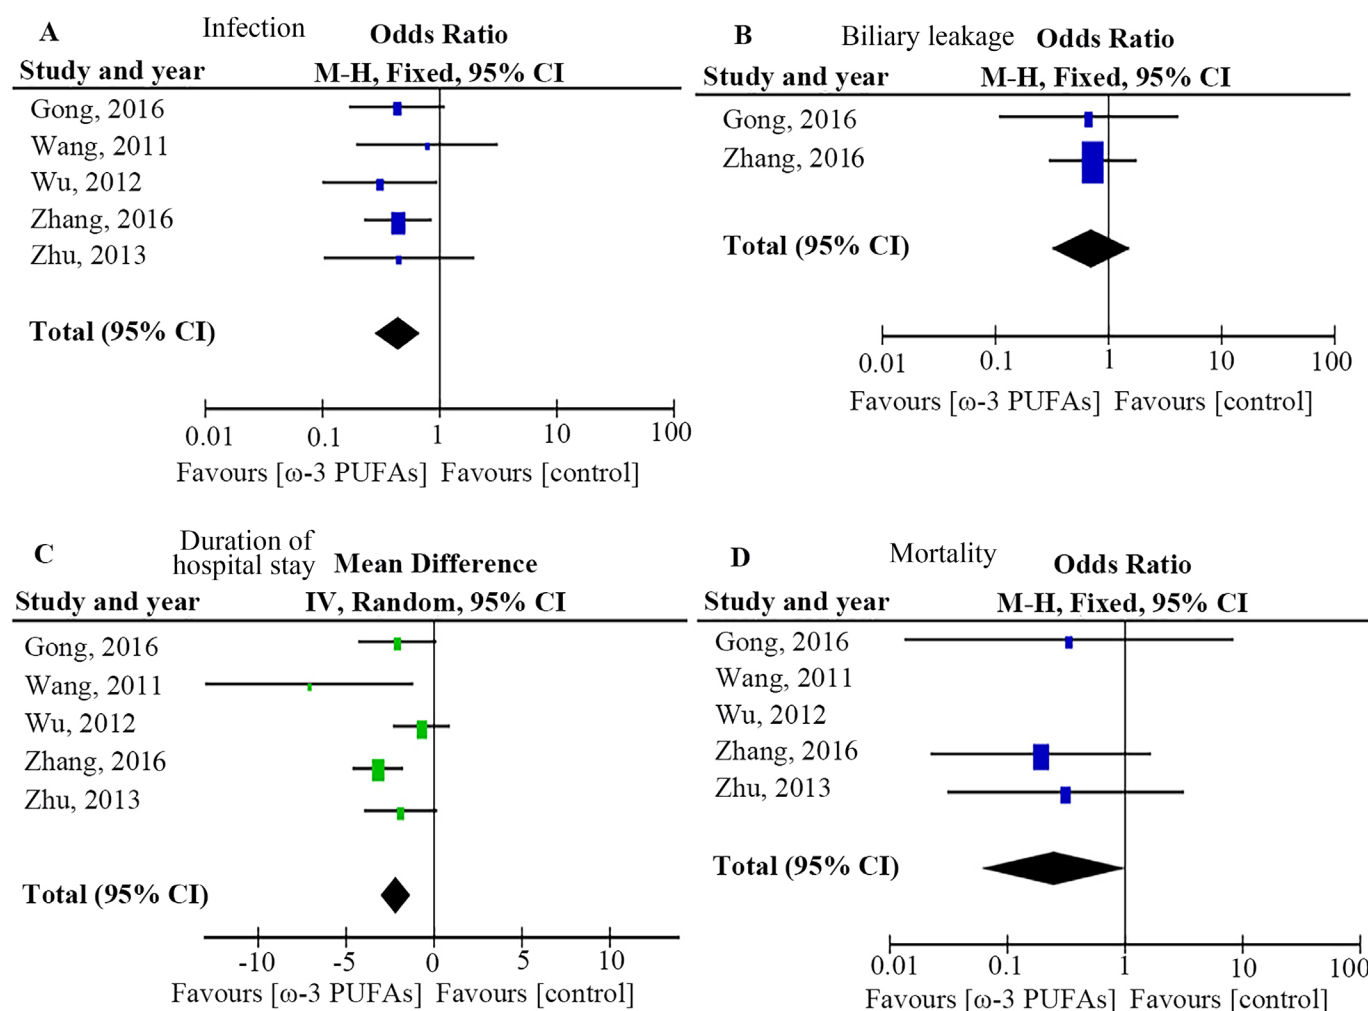 A Infection Odds Ratio
Study and year M-H, Fixed, 95% CI
Gong, 2016
Wang, 2011
Wu, 2012
Zhang, 2016
Zhu, 2013
Total (95% CI)
0.01 0.1 1 10 100
Favours [ω-3 PUFAs] Favours [control]
B Biliary leakage Odds Ratio
Study and year M-H, Fixed, 95% CI
Gong, 2016
Zhang, 2016
Total (95% CI)
0.01 0.1 1 10 100
Favours [ω-3 PUFAs] Favours [control]
C Duration of
hospital stay Mean Difference
Study and year IV, Random, 95% CI
Gong, 2016
Wang, 2011
Wu, 2012
Zhang, 2016
Zhu, 2013
Total (95% CI)
-10 -5 0 5 10
Favours [ω-3 PUFAs] Favours [control]
D Mortality Odds Ratio
Study and year M-H, Fixed, 95% CI
Gong, 2016
Wang, 2011
Wu, 2012
Zhang, 2016
Zhu, 2013
Total (95% CI)
0.01 0.1 1 10 100
Favours [ω-3 PUFAs] Favours [control]